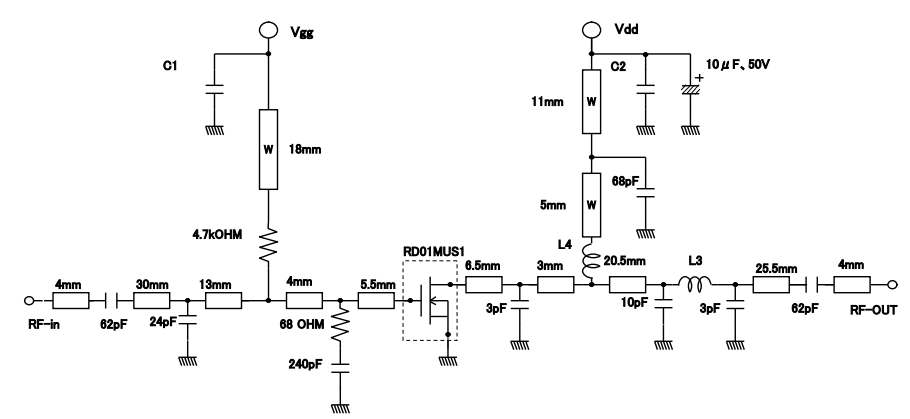 Vgg
Vdd
C1
C2
10μF、50V
+
W
18mm
11mm
W
68pF
5mm
W
4.7kOHM
L4
RD01MUS1
4mm
30mm
13mm
4mm
5.5mm
6.5mm
3mm
20.5mm
L3
25.5mm
4mm
RF-in
62pF
24pF
68 OHM
3pF
10pF
3pF
62pF
RF-OUT
240pF